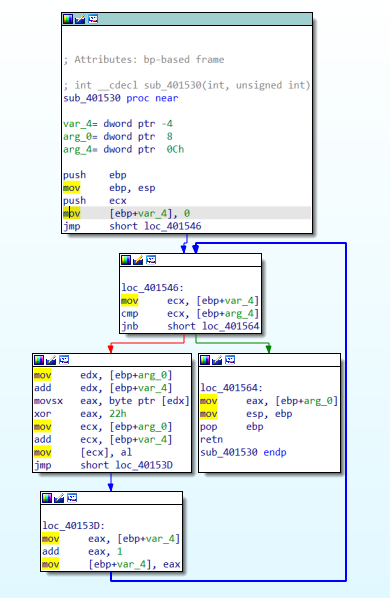 ; Attributes: bp-based frame
; int __cdecl sub_401530(int, unsigned int)
sub_401530 proc near
var_4= dword ptr -4
arg_0= dword ptr  8
arg_4= dword ptr  0Ch
push    ebp
mov     ebp, esp
push    ecx
mov     [ebp+var_4], 0
jmp     short loc_401546
loc_401546:
mov     ecx, [ebp+var_4]
cmp     ecx, [ebp+arg_4]
jnb     short loc_401564
mov     edx, [ebp+arg_0]
add     edx, [ebp+var_4]
movsx   eax, byte ptr [edx]
xor     eax, 22h
mov     ecx, [ebp+arg_0]
add     ecx, [ebp+var_4]
mov     [ecx], al
jmp     short loc_40153D
loc_401564:
mov     eax, [ebp+arg_0]
mov     esp, ebp
pop     ebp
retn
sub_401530 endp
loc_40153D:
mov     eax, [ebp+var_4]
add     eax, 1
mov     [ebp+var_4], eax